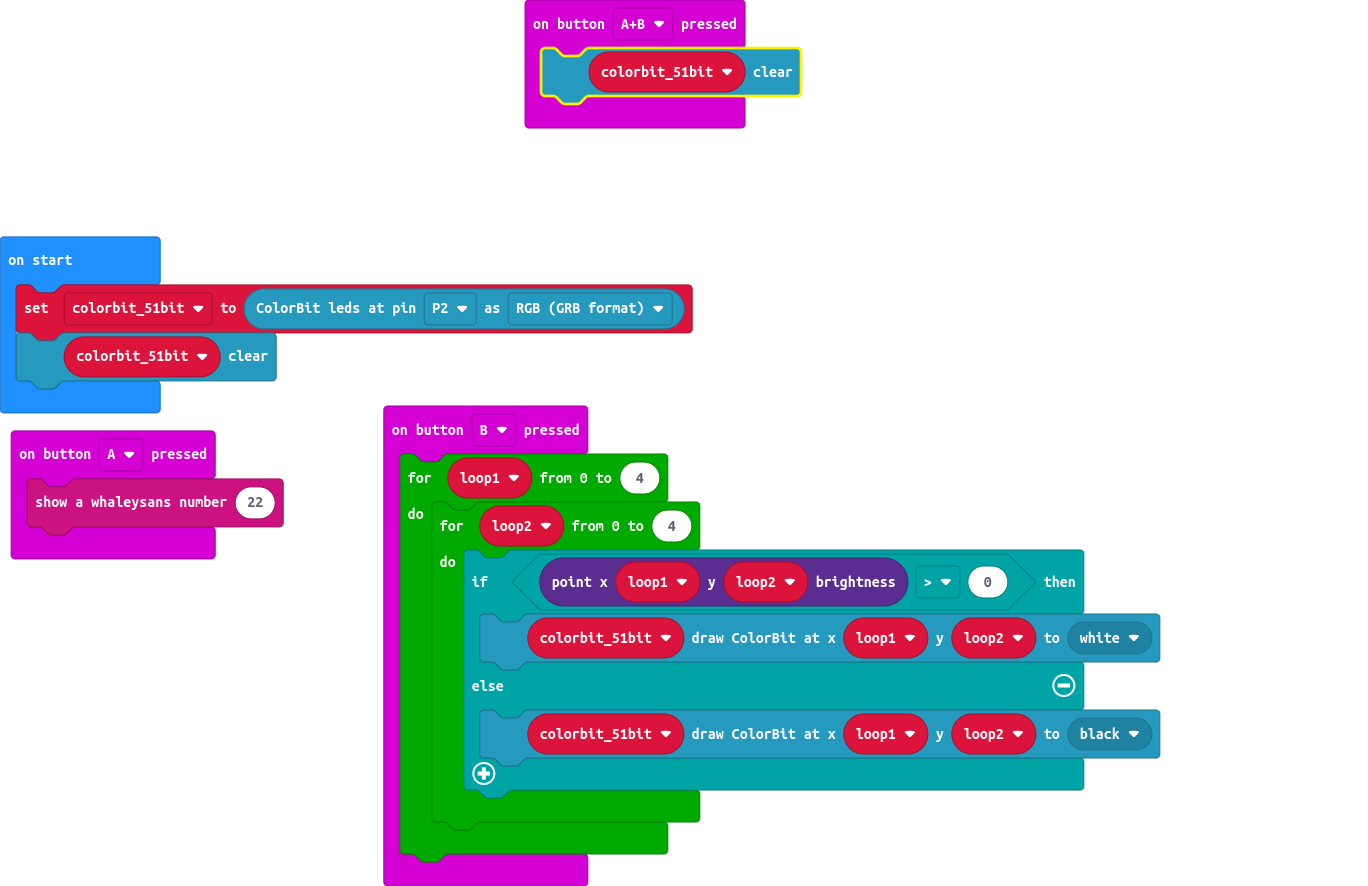 on button A+B pressed
colorbit_51bit clear
on start
set colorbit_51bit to ColorBit leds at pin P2 as RGB (GRB format)
colorbit_51bit clear
on button A pressed
show a whaleysans number 22
on button B pressed
for loop1 from 0 to 4
do for loop2 from 0 to 4
do if point x loop1 y loop2 brightness > 0 then
colorbit_51bit draw ColorBit at x loop1 y loop2 to white
else
colorbit_51bit draw ColorBit at x loop1 y loop2 to black